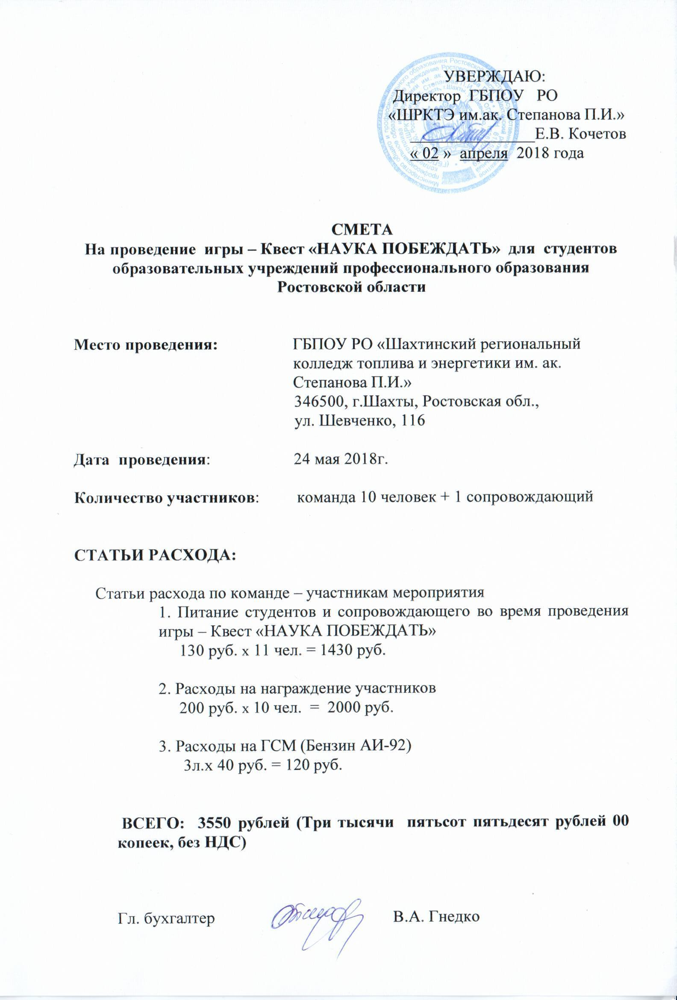 УВЕРЖДАЮ:
Директор ГБПОУ РО
«ШРКТЭ им.ак. Степанова П.И.»
Е.В. Кочетов
« 02 » апреля 2018 года
СМЕТА
На проведение игры – Квест «НАУКА ПОБЕЖДАТЬ» для студентов
образовательных учреждений профессионального образования
Ростовской области
Место проведения: ГБПОУ РО «Шахтинский региональный
колледж топлива и энергетики им. ак.
Степанова П.И.»
346500, г.Шахты, Ростовская обл.,
ул. Шевченко, 116
Дата проведения: 24 мая 2018г.
Количество участников: команда 10 человек + 1 сопровождающий
СТАТЬИ РАСХОДА:
Статьи расхода по команде – участникам мероприятия
1. Питание студентов и сопровождающего во время проведения
игры – Квест «НАУКА ПОБЕЖДАТЬ»
130 руб. х 11 чел. = 1430 руб.
2. Расходы на награждение участников
200 руб. х 10 чел. = 2000 руб.
3. Расходы на ГСМ (Бензин АИ-92)
3л.х 40 руб. = 120 руб.
ВСЕГО: 3550 рублей (Три тысячи пятьсот пятьдесят рублей 00
копеек, без НДС)
Гл. бухгалтер В.А. Гнедко